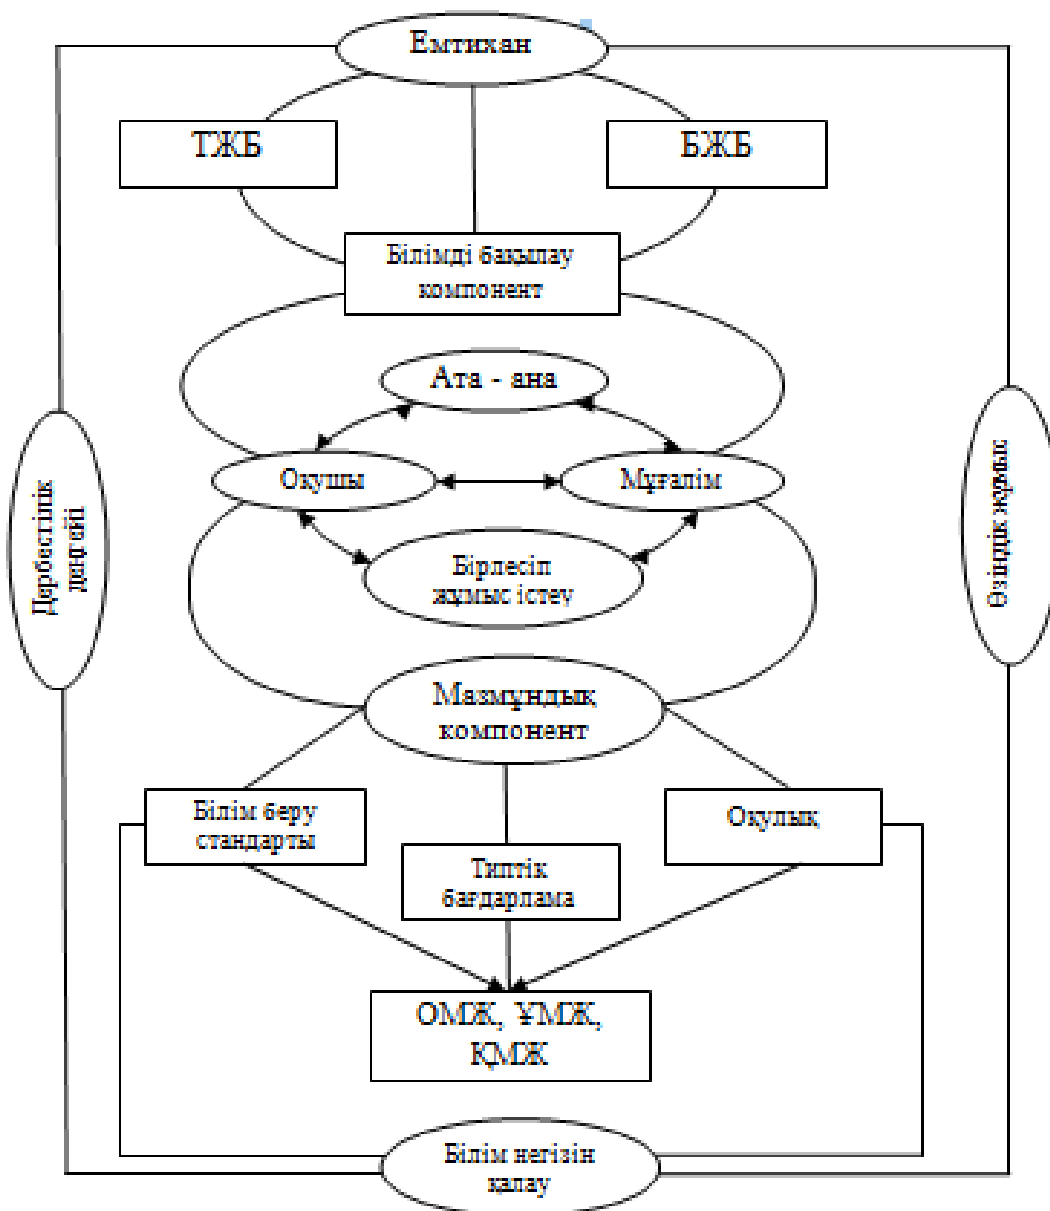 Емтихан
ТЖБ
БЖБ
Білімді бақылау
компонент
Ата - ана
Оқушы
Мұғалім
Бірлесіп
жұмыс істеу
Дербестілік
деңгейі
Өзіндік жұмыс
Мазмұндық
компонент
Білім беру
стандарты
Оқулық
Типтік
бағдарлама
ОМЖ, ҰМЖ,
ҚМЖ
Білім негізін
қалау